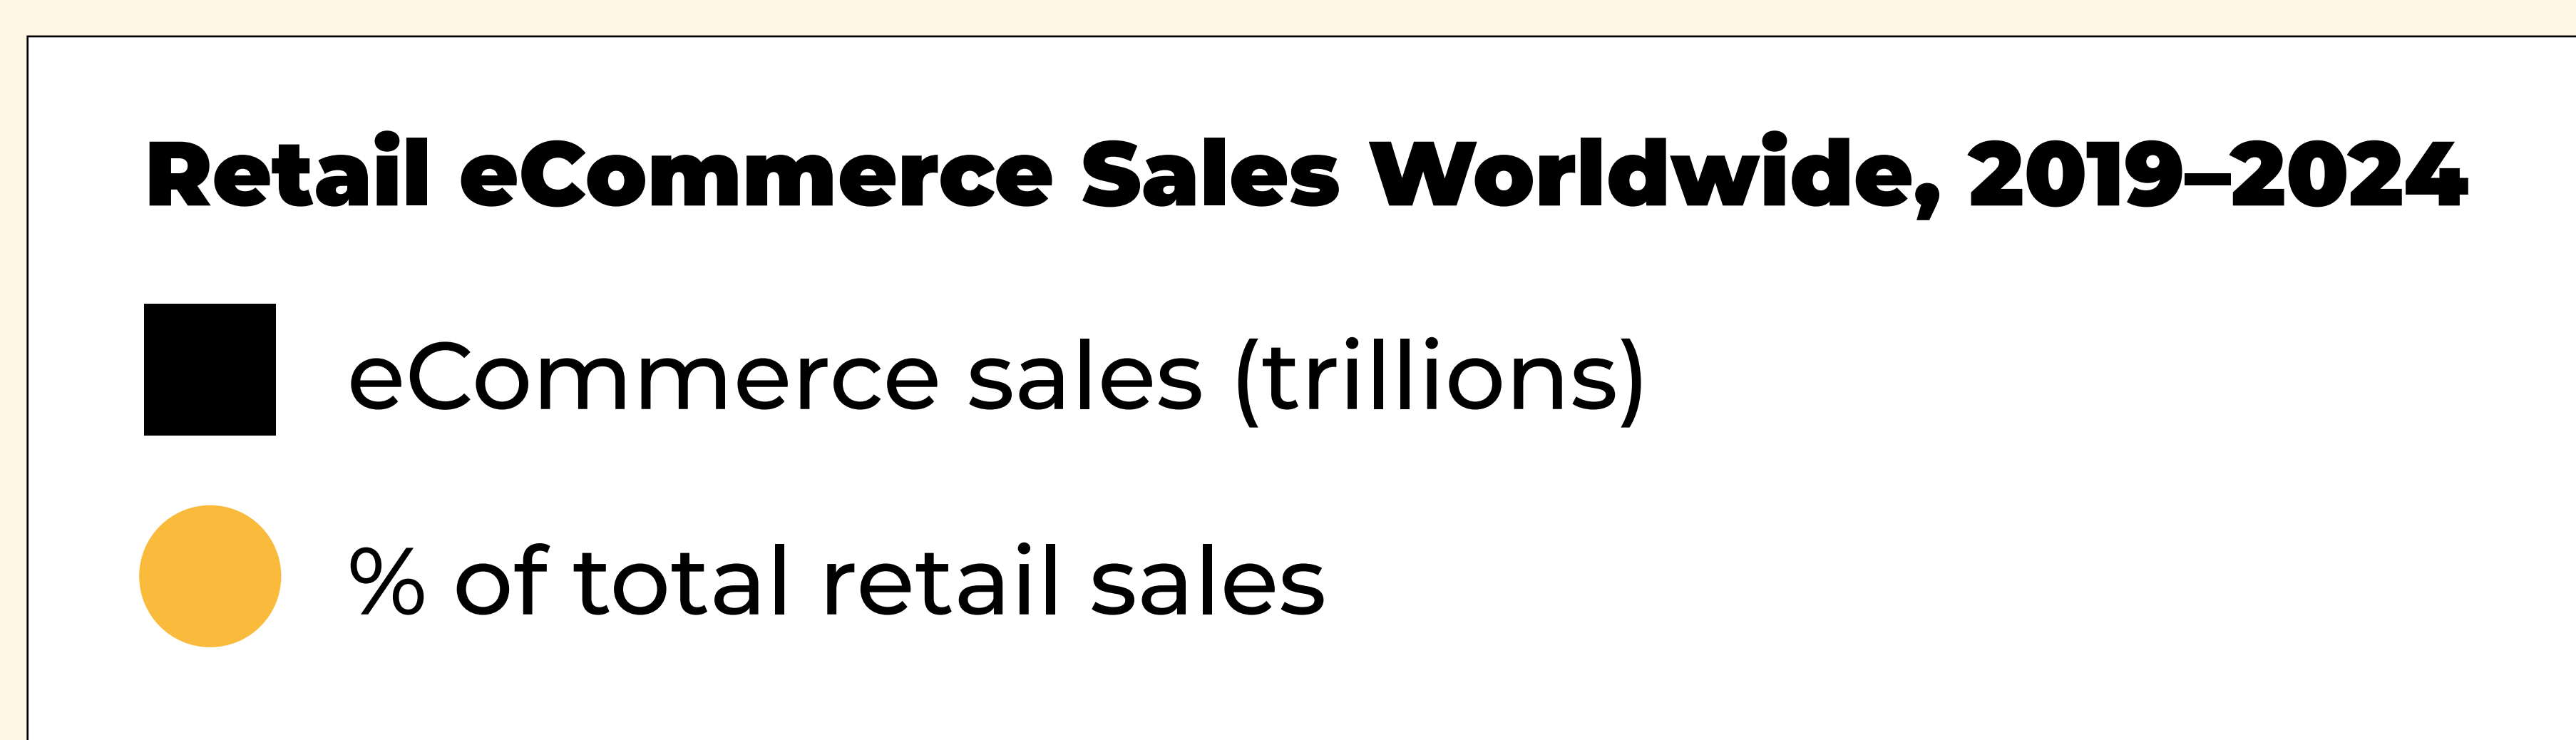 Retail eCommerce Sales Worldwide, 2019–2024
eCommerce sales (trillions)
% of total retail sales